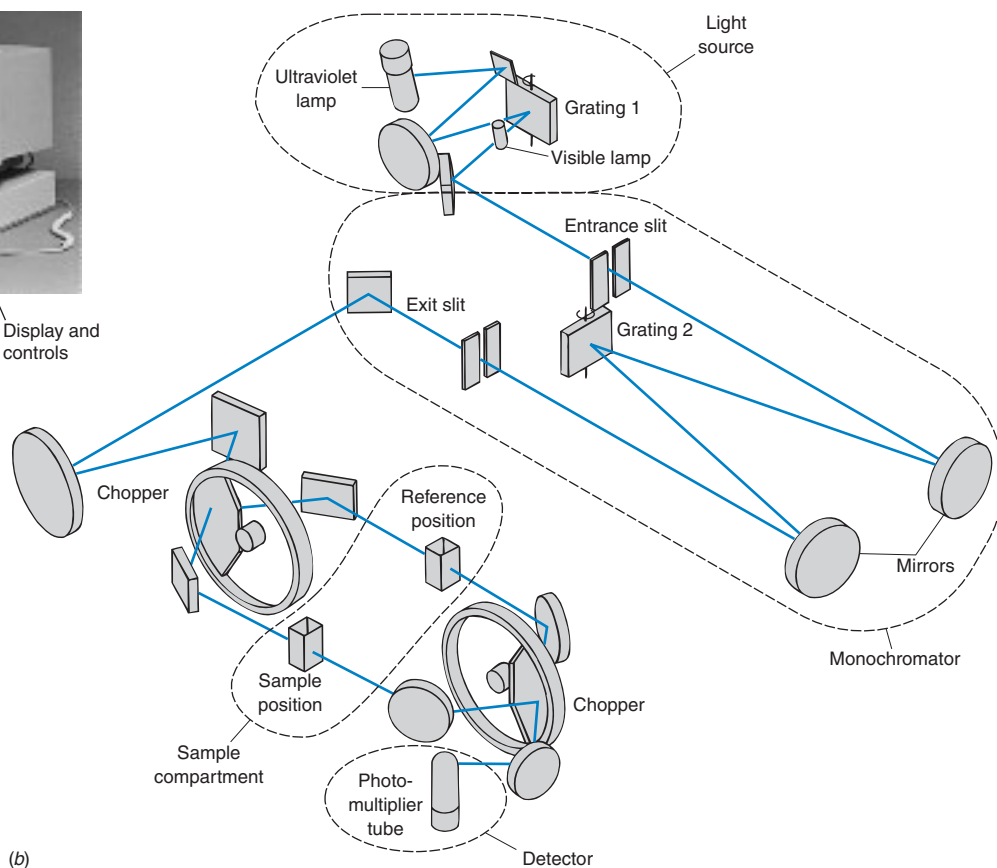 Light
source
Ultraviolet
lamp
Grating 1
Visible lamp
Entrance slit
Exit slit
Grating 2
Display and
controls
Chopper
Reference
position
Mirrors
Monochromator
Sample
position
Chopper
Sample
compartment
Photo-
multiplier
tube
(b)
Detector